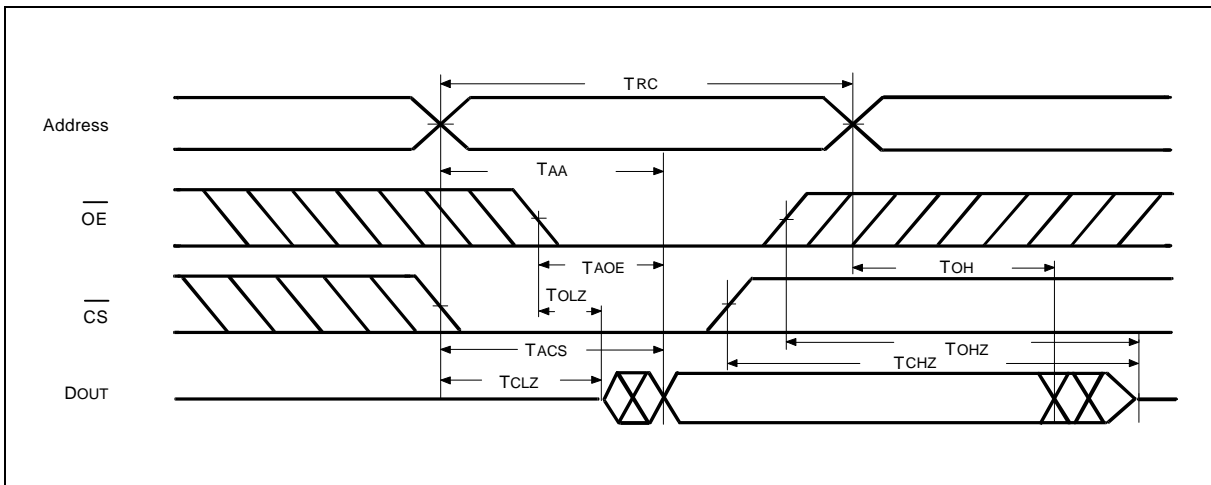 TRC
Address
TAA
OE
TAOE
TOH
TOLZ
CS
TACS
TOHZ
TCHZ
TCLZ
DOUT